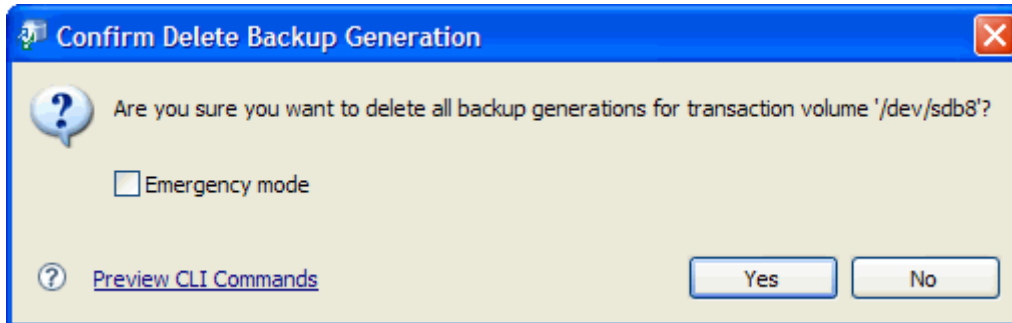 Confirm Delete Backup Generation
Are you sure you want to delete all backup generations for transaction volume '/dev/sdb8'?
Emergency mode
Preview CLI Commands
Yes
No